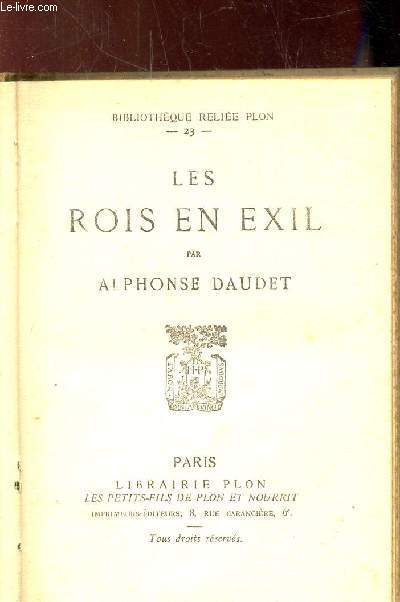 Le-livre.com
BIBLIOTHÈQUE RELIÉE PLON
— 23 —
LES
ROIS EN EXIL
PAR
ALPHONSE DAUDET
H·P
PARIS
LIBRAIRIE PLON
LES PETITS-FILS DE PLON ET NOURRIT
IMPRIMEURS-ÉDITEURS, 8, RUE GARANCIÈRE, 6e.
Tous droits réservés.